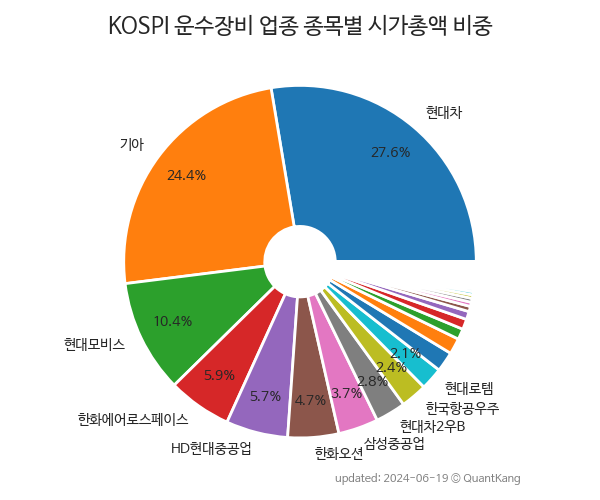 KOSPI 운수장비 업종 종목별 시가총액 비중
현대차
27.6%
기아
24.4%
현대모비스
10.4%
한화에어로스페이스
5.9%
HD현대중공업
5.7%
한화오션
4.7%
삼성중공업
3.7%
현대차2우B
2.8%
한국항공우주
2.4%
현대로템
2.1%
updated: 2024-06-19 © QuantKang